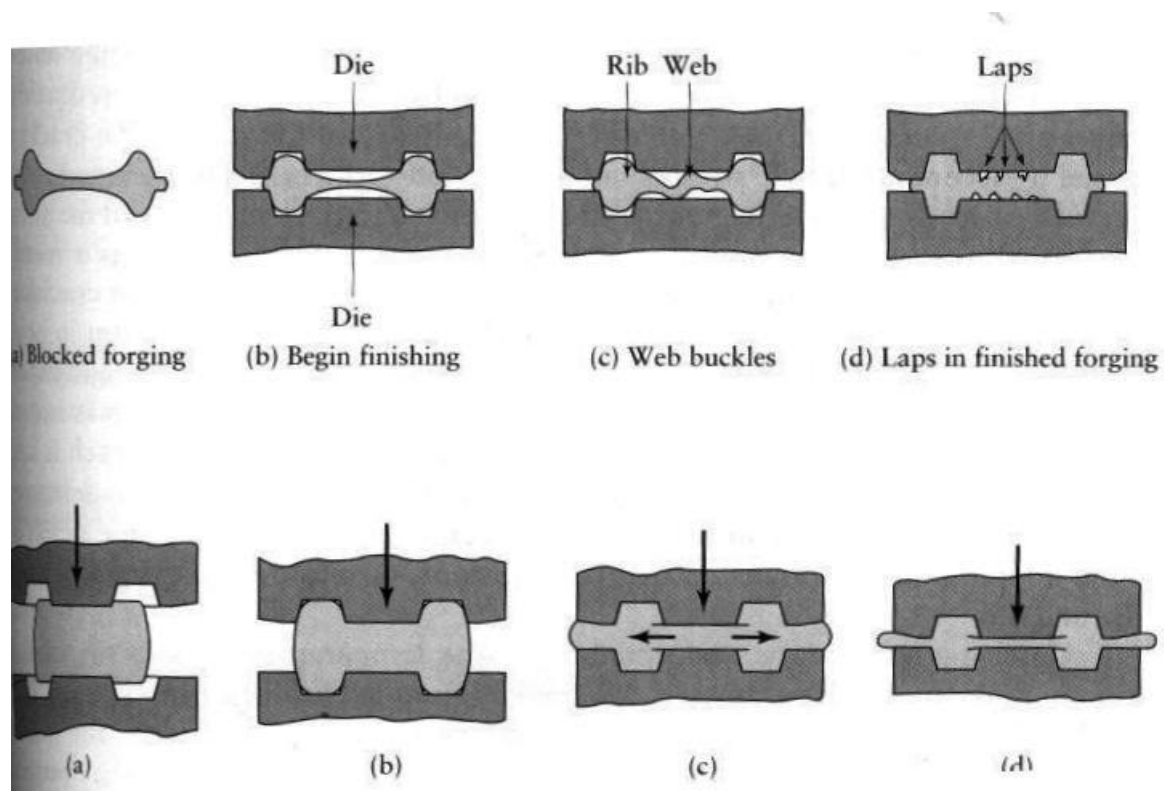 Die
Rib Web
Laps
Die
a) Blocked forging
(b) Begin finishing
(c) Web buckles
(d) Laps in finished forging
(a)
(b)
(c)
(d)